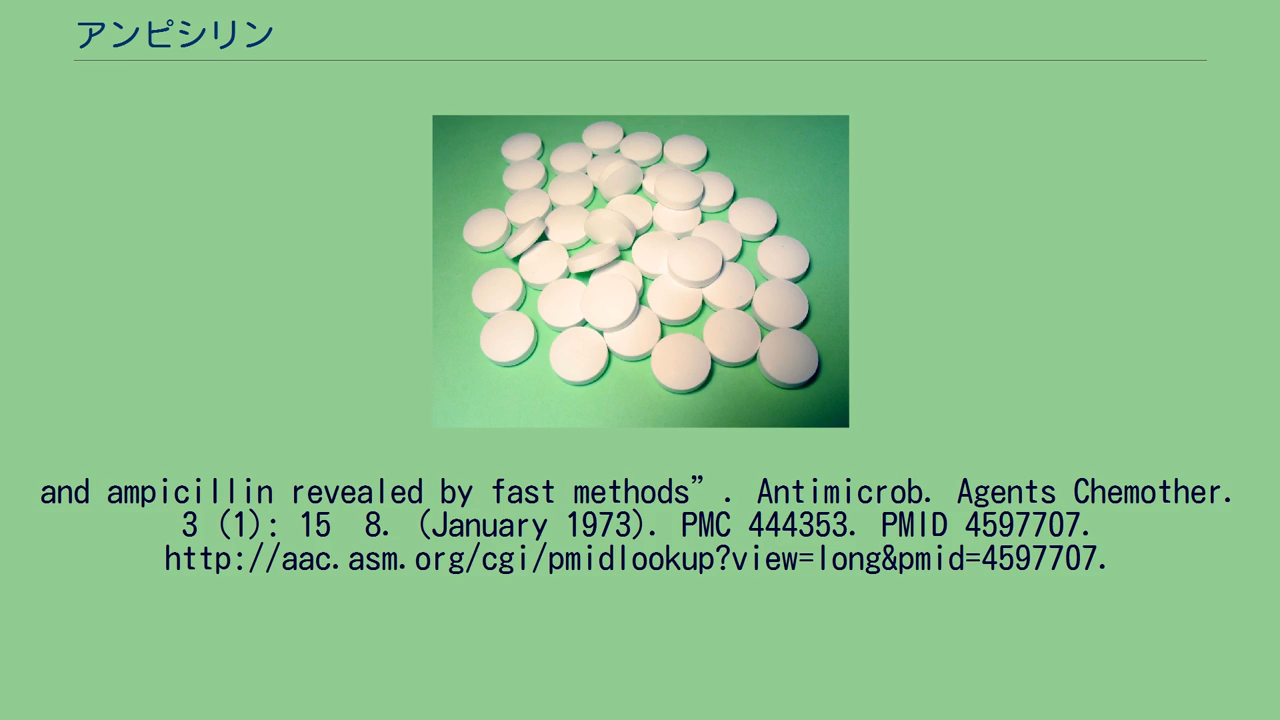 アンピシリン
and ampicillin revealed by fast methods”. Antimicrob. Agents Chemother.
3 (1): 15  8. (January 1973). PMC 444353. PMID 4597707.
http://aac.asm.org/cgi/pmidlookup?view=long&pmid=4597707.